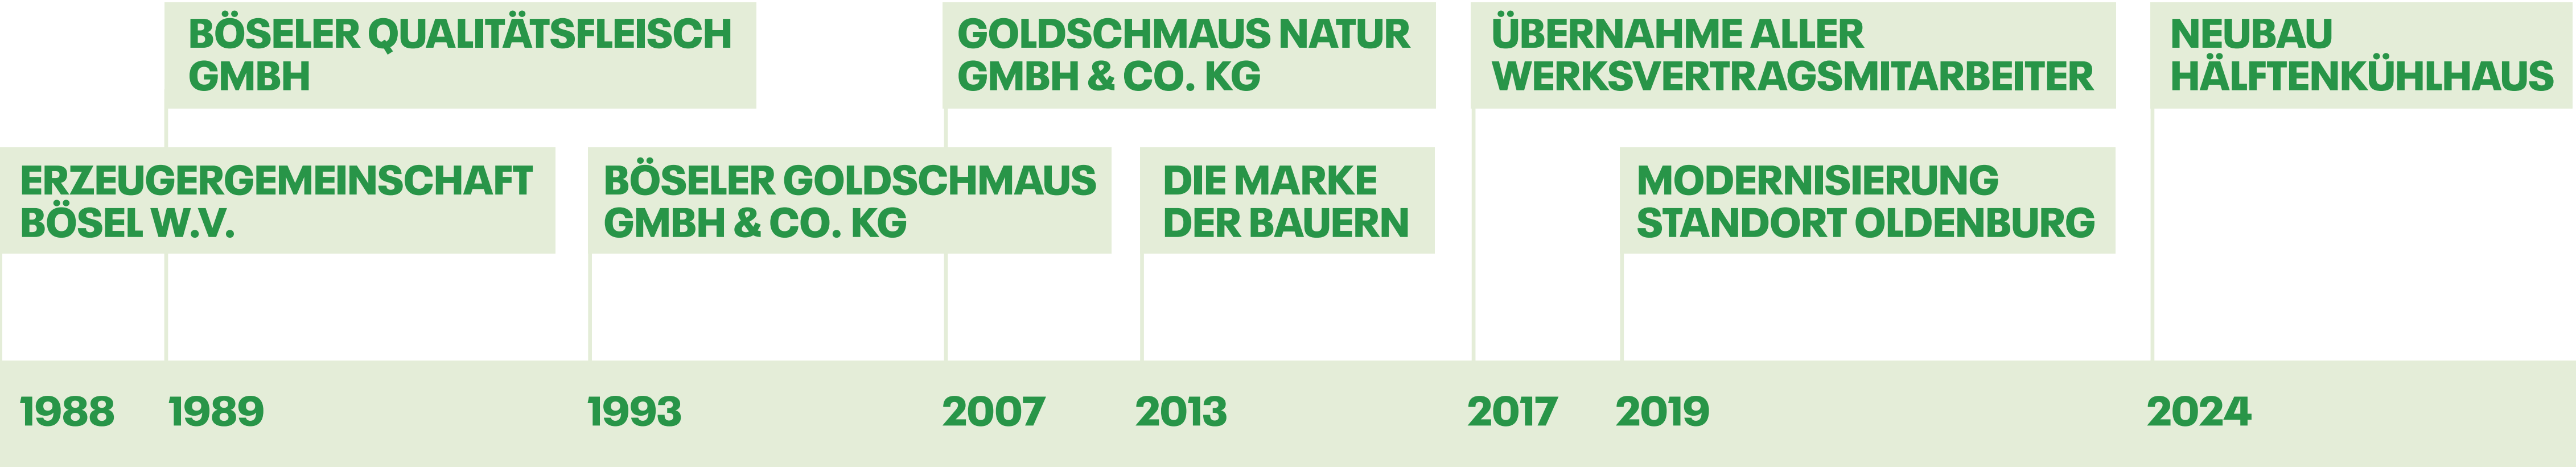 BÖSELER QUALITÄTSFLEISCH
GMBH
GOLDSCHMAUS NATUR
GMBH & CO. KG
ÜBERNAHME ALLER
WERKSVERTRAGSMITARBEITER
NEUBAU
HÄLFTENKÜHLHAUS
ERZEUGERGEMEINSCHAFT
BÖSEL W.V.
BÖSELER GOLDSCHMAUS
GMBH & CO. KG
DIE MARKE
DER BAUERN
MODERNISIERUNG
STANDORT OLDENBURG
1988 1989 1993 2007 2013 2017 2019 2024